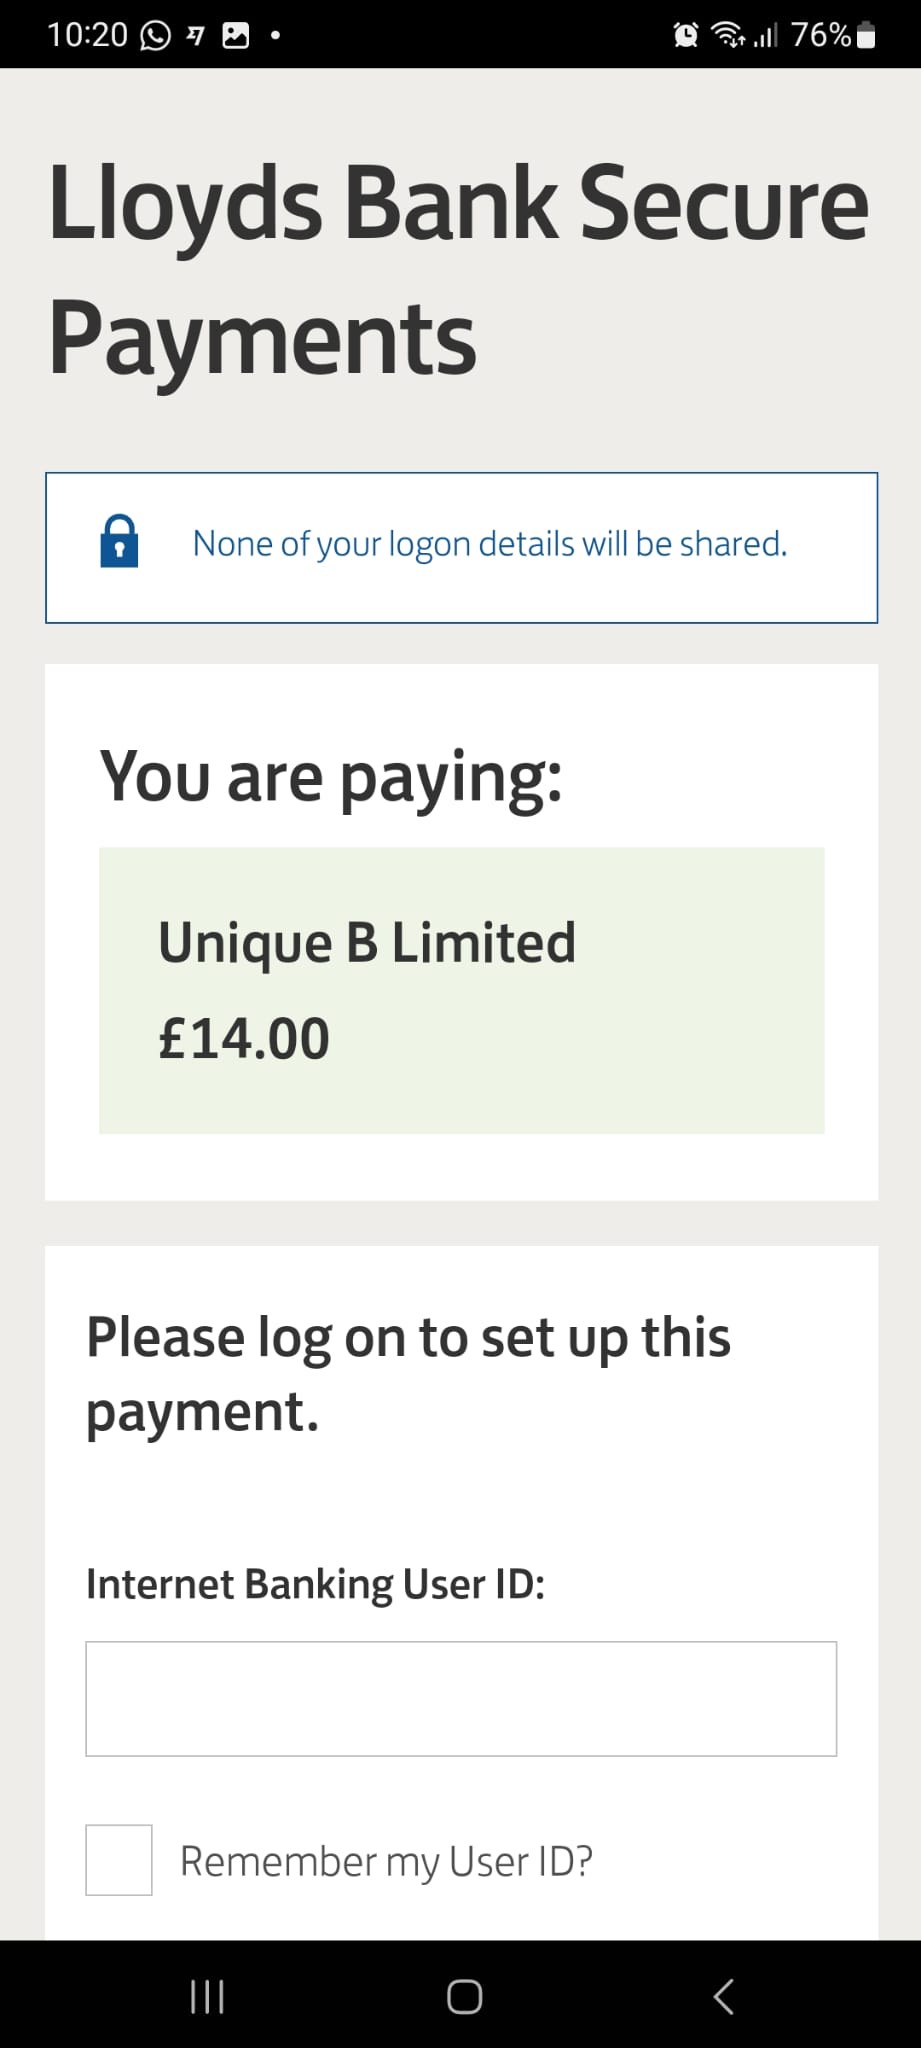 10:20
76%
Lloyds Bank Secure
Payments
None of your logon details will be shared.
You are paying:
Unique B Limited
£14.00
Please log on to set up this
payment.
Internet Banking User ID:
Remember my User ID?